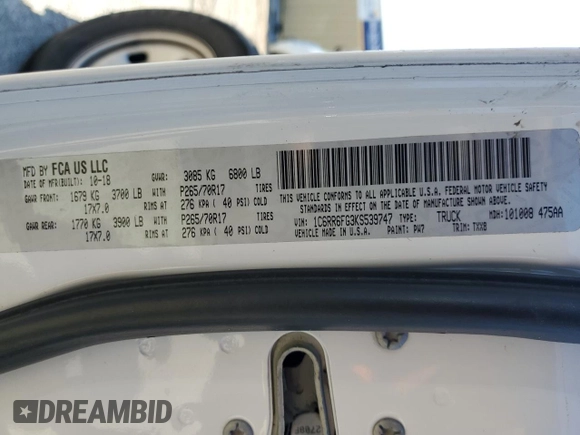 MFD BY FCA US LLC
DATE OF MFR(BUILT): 10-18 GVWR: 3085 KG 6800 LB
GAWR FRONT: 1679 KG 3700 LB WITH P265/70R17 TIRES
17X7.0 RIMS AT 276 KPA ( 40 PSI) COLD
GAWR REAR: 1770 KG 3900 LB WITH P265/70R17 TIRES
17X7.0 RIMS AT 276 KPA ( 40 PSI) COLD
THIS VEHICLE CONFORMS TO ALL APPLICABLE U.S.A. FEDERAL MOTOR VEHICLE SAFETY
STANDARDS IN EFFECT ON THE DATE OF MANUFACTURE SHOWN ABOVE.
VIN: 1C6RR6FG3KS539747 TYPE: TRUCK MDH: 101008 475AA
VEHICLE MADE IN U.S.A. PAINT: PW7 TRIM: TXX8
DREAMBID